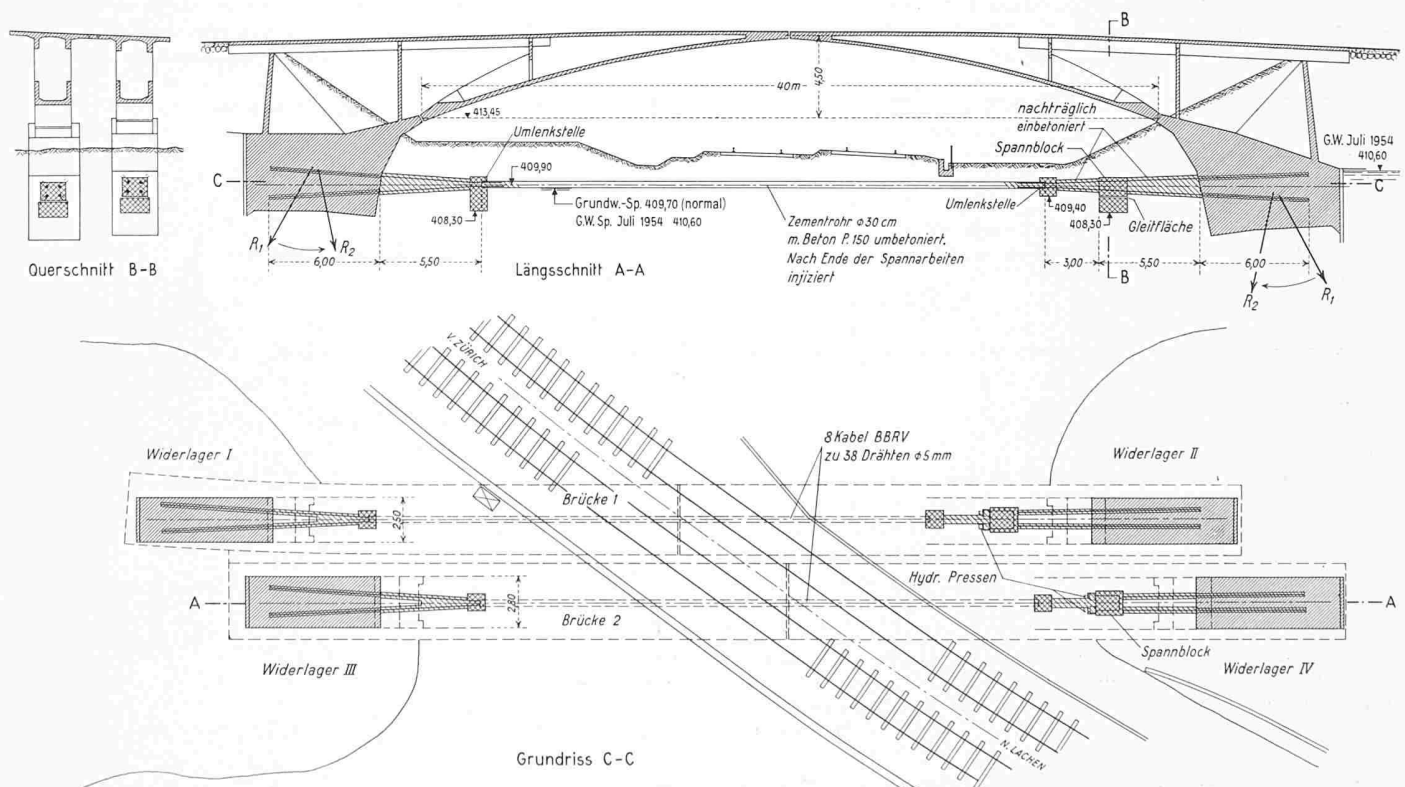 B
40m
4,50
413,45
Umlenkstelle
409,90
nachträglich
einbetoniert
Spannblock
G.W. Juli 1954
410,60
C
C
408,30
Grundw.-Sp. 409,70 (normal)
G.W. Sp. Juli 1954 410,60
Zementrohr ⌀30 cm
m. Beton P. 150 umbetoniert.
Nach Ende der Spannarbeiten
injiziert
Umlenkstelle
409,40
408,30
Gleitfläche
R1
R2
6,00
5,50
3,00
B
5,50
6,00
R2
R1
Querschnitt B-B
Längsschnitt A-A
V. ZÜRICH
8 Kabel BBRV
zu 38 Drähten ⌀5 mm
Widerlager I
Widerlager II
Brücke 1
2,50
Hydr. Pressen
A
2,80
A
Brücke 2
Spannblock
Widerlager III
Widerlager IV
N. LACHEN
Grundriss C-C